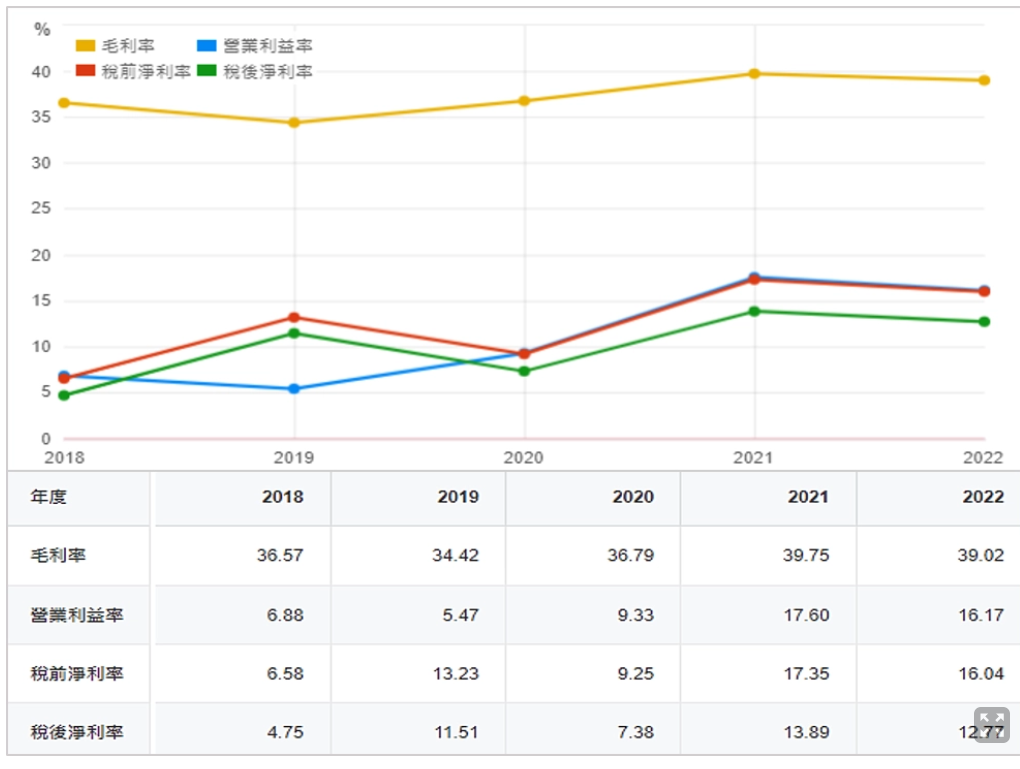 %
毛利率 營業利益率
稅前淨利率 稅後淨利率
40
35
30
25
20
15
10
5
0
2018 2019 2020 2021 2022
年度 2018 2019 2020 2021 2022
毛利率 36.57 34.42 36.79 39.75 39.02
營業利益率 6.88 5.47 9.33 17.60 16.17
稅前淨利率 6.58 13.23 9.25 17.35 16.04
稅後淨利率 4.75 11.51 7.38 13.89 12.77